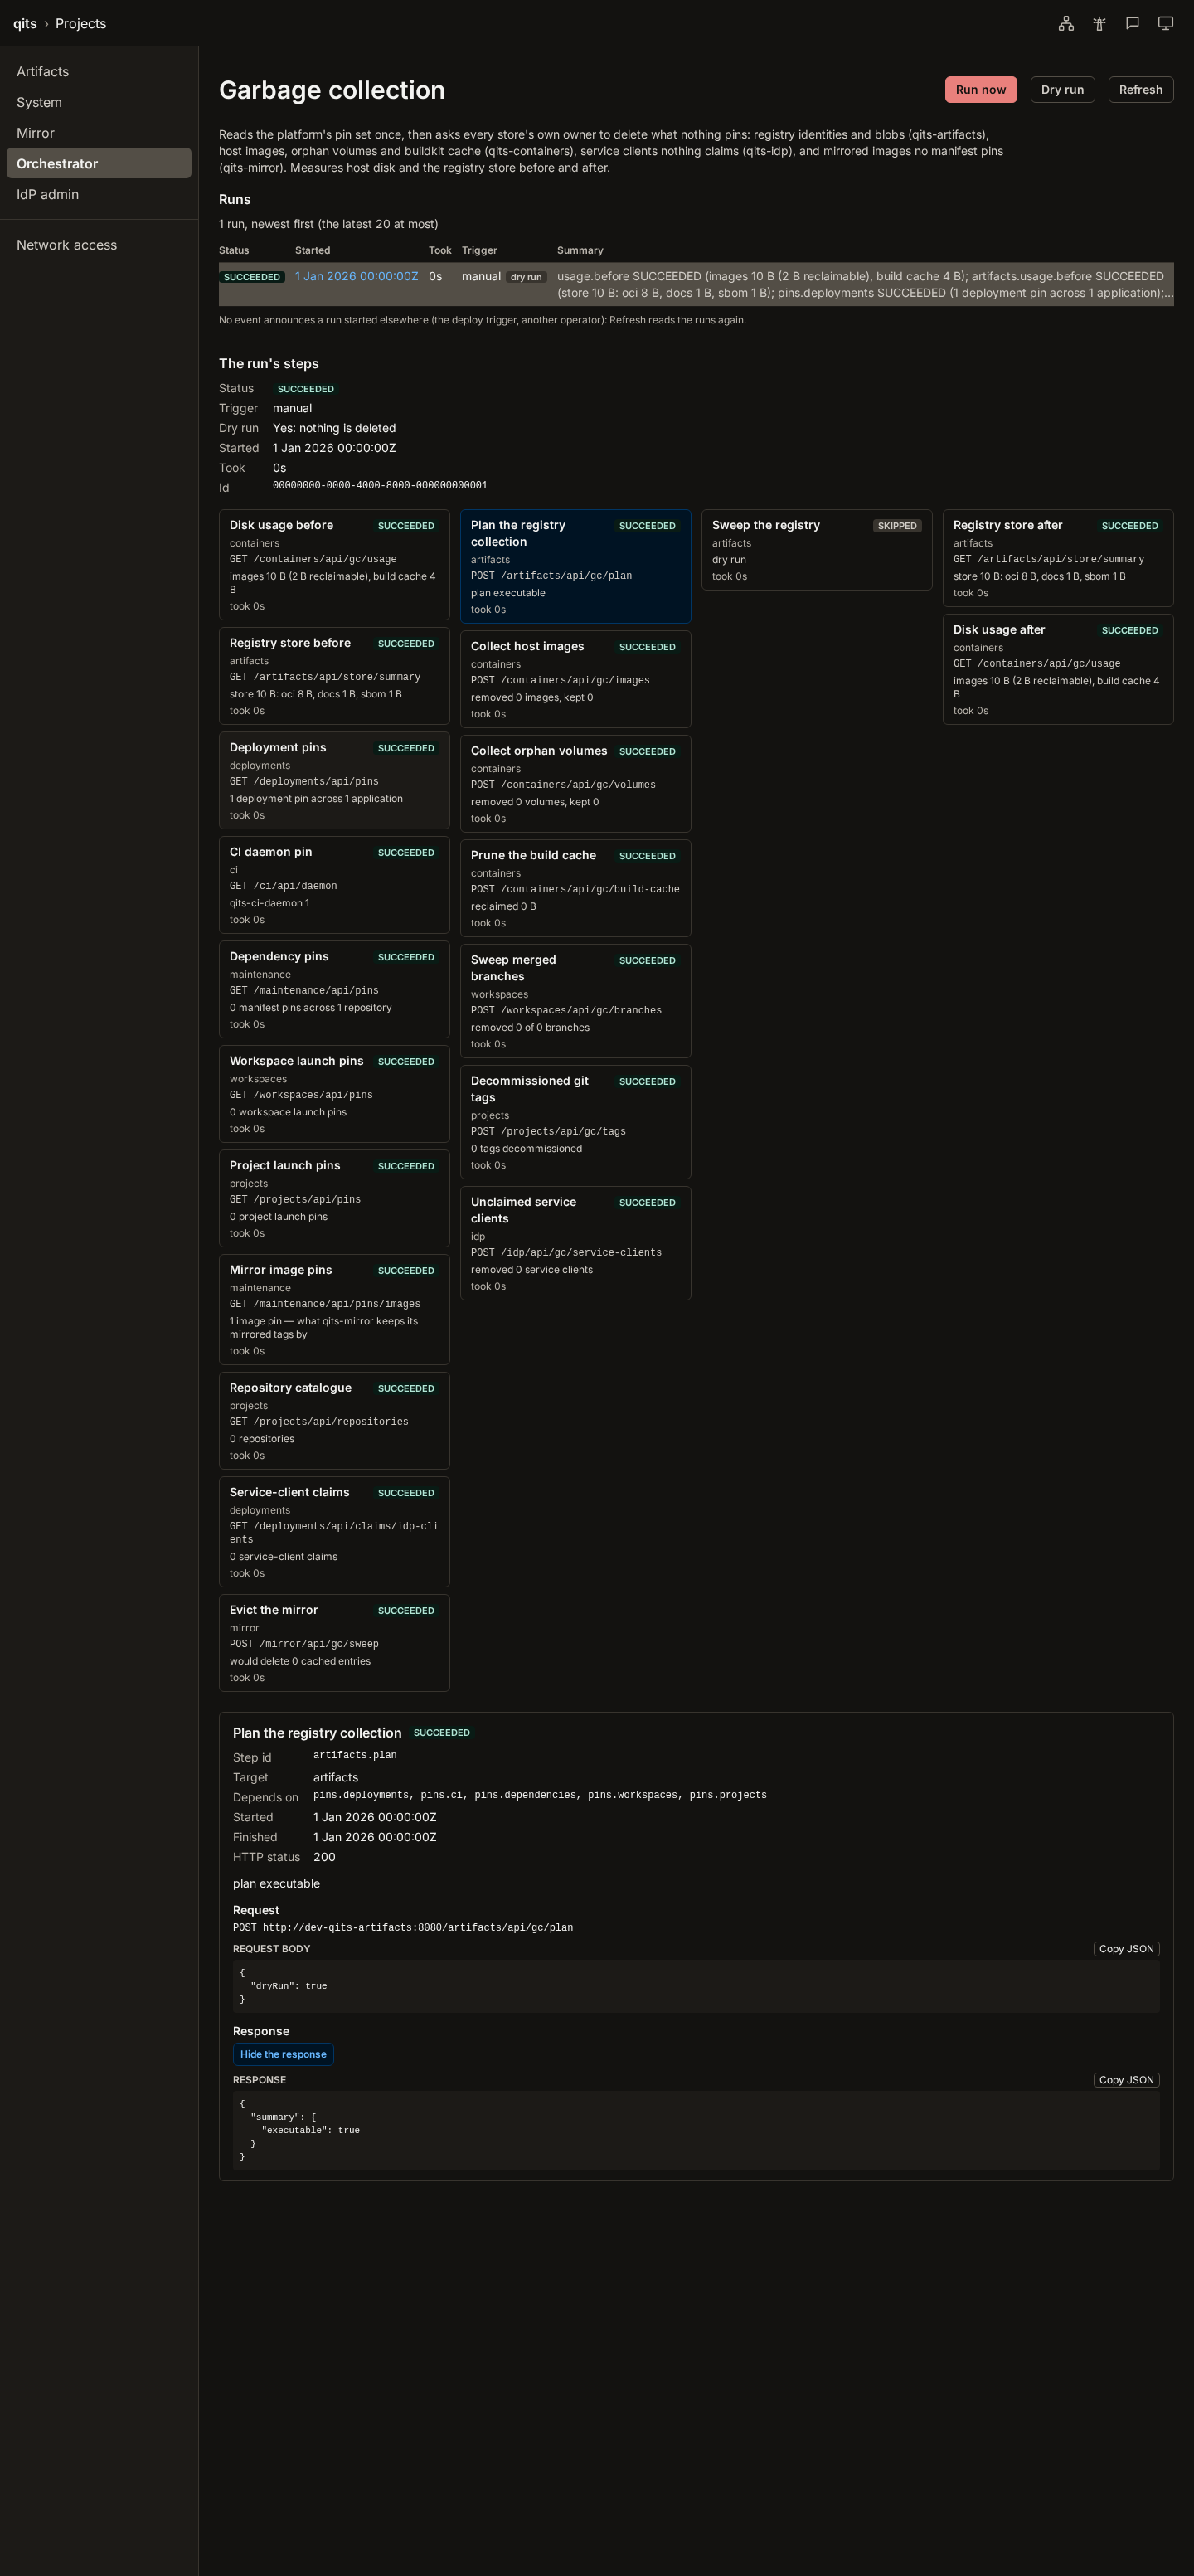 qits › Projects
Artifacts
System
Mirror
Orchestrator
IdP admin
Network access
Garbage collection
Run now
Dry run
Refresh
Reads the platform's pin set once, then asks every store's own owner to delete what nothing pins: registry identities and blobs (qits-artifacts),
host images, orphan volumes and buildkit cache (qits-containers), service clients nothing claims (qits-idp), and mirrored images no manifest pins
(qits-mirror). Measures host disk and the registry store before and after.
Runs
1 run, newest first (the latest 20 at most)
Status Started Took Trigger Summary
SUCCEEDED 1 Jan 2026 00:00:00Z 0s manual dry run usage.before SUCCEEDED (images 10 B (2 B reclaimable), build cache 4 B); artifacts.usage.before SUCCEEDED
(store 10 B: oci 8 B, docs 1 B, sbom 1 B); pins.deployments SUCCEEDED (1 deployment pin across 1 application);...
No event announces a run started elsewhere (the deploy trigger, another operator): Refresh reads the runs again.
The run's steps
Status SUCCEEDED
Trigger manual
Dry run Yes: nothing is deleted
Started 1 Jan 2026 00:00:00Z
Took 0s
Id 00000000-0000-4000-8000-000000000001
Disk usage before SUCCEEDED
containers
GET /containers/api/gc/usage
images 10 B (2 B reclaimable), build cache 4
B
took 0s
Registry store before SUCCEEDED
artifacts
GET /artifacts/api/store/summary
store 10 B: oci 8 B, docs 1 B, sbom 1 B
took 0s
Deployment pins SUCCEEDED
deployments
GET /deployments/api/pins
1 deployment pin across 1 application
took 0s
CI daemon pin SUCCEEDED
ci
GET /ci/api/daemon
qits-ci-daemon 1
took 0s
Dependency pins SUCCEEDED
maintenance
GET /maintenance/api/pins
0 manifest pins across 1 repository
took 0s
Workspace launch pins SUCCEEDED
workspaces
GET /workspaces/api/pins
0 workspace launch pins
took 0s
Project launch pins SUCCEEDED
projects
GET /projects/api/pins
0 project launch pins
took 0s
Mirror image pins SUCCEEDED
maintenance
GET /maintenance/api/pins/images
1 image pin — what qits-mirror keeps its
mirrored tags by
took 0s
Repository catalogue SUCCEEDED
projects
GET /projects/api/repositories
0 repositories
took 0s
Service-client claims SUCCEEDED
deployments
GET /deployments/api/claims/idp-cli
ents
0 service-client claims
took 0s
Evict the mirror SUCCEEDED
mirror
POST /mirror/api/gc/sweep
would delete 0 cached entries
took 0s
Plan the registry SUCCEEDED
collection
artifacts
POST /artifacts/api/gc/plan
plan executable
took 0s
Collect host images SUCCEEDED
containers
POST /containers/api/gc/images
removed 0 images, kept 0
took 0s
Collect orphan volumes SUCCEEDED
containers
POST /containers/api/gc/volumes
removed 0 volumes, kept 0
took 0s
Prune the build cache SUCCEEDED
containers
POST /containers/api/gc/build-cache
reclaimed 0 B
took 0s
Sweep merged SUCCEEDED
branches
workspaces
POST /workspaces/api/gc/branches
removed 0 of 0 branches
took 0s
Decommissioned git SUCCEEDED
tags
projects
POST /projects/api/gc/tags
0 tags decommissioned
took 0s
Unclaimed service SUCCEEDED
clients
idp
POST /idp/api/gc/service-clients
removed 0 service clients
took 0s
Sweep the registry SKIPPED
artifacts
dry run
took 0s
Registry store after SUCCEEDED
artifacts
GET /artifacts/api/store/summary
store 10 B: oci 8 B, docs 1 B, sbom 1 B
took 0s
Disk usage after SUCCEEDED
containers
GET /containers/api/gc/usage
images 10 B (2 B reclaimable), build cache 4
B
took 0s
Plan the registry collection SUCCEEDED
Step id artifacts.plan
Target artifacts
Depends on pins.deployments, pins.ci, pins.dependencies, pins.workspaces, pins.projects
Started 1 Jan 2026 00:00:00Z
Finished 1 Jan 2026 00:00:00Z
HTTP status 200
plan executable
Request
POST http://dev-qits-artifacts:8080/artifacts/api/gc/plan
REQUEST BODY Copy JSON
{
"dryRun": true
}
Response
Hide the response
RESPONSE Copy JSON
{
"summary": {
"executable": true
}
}